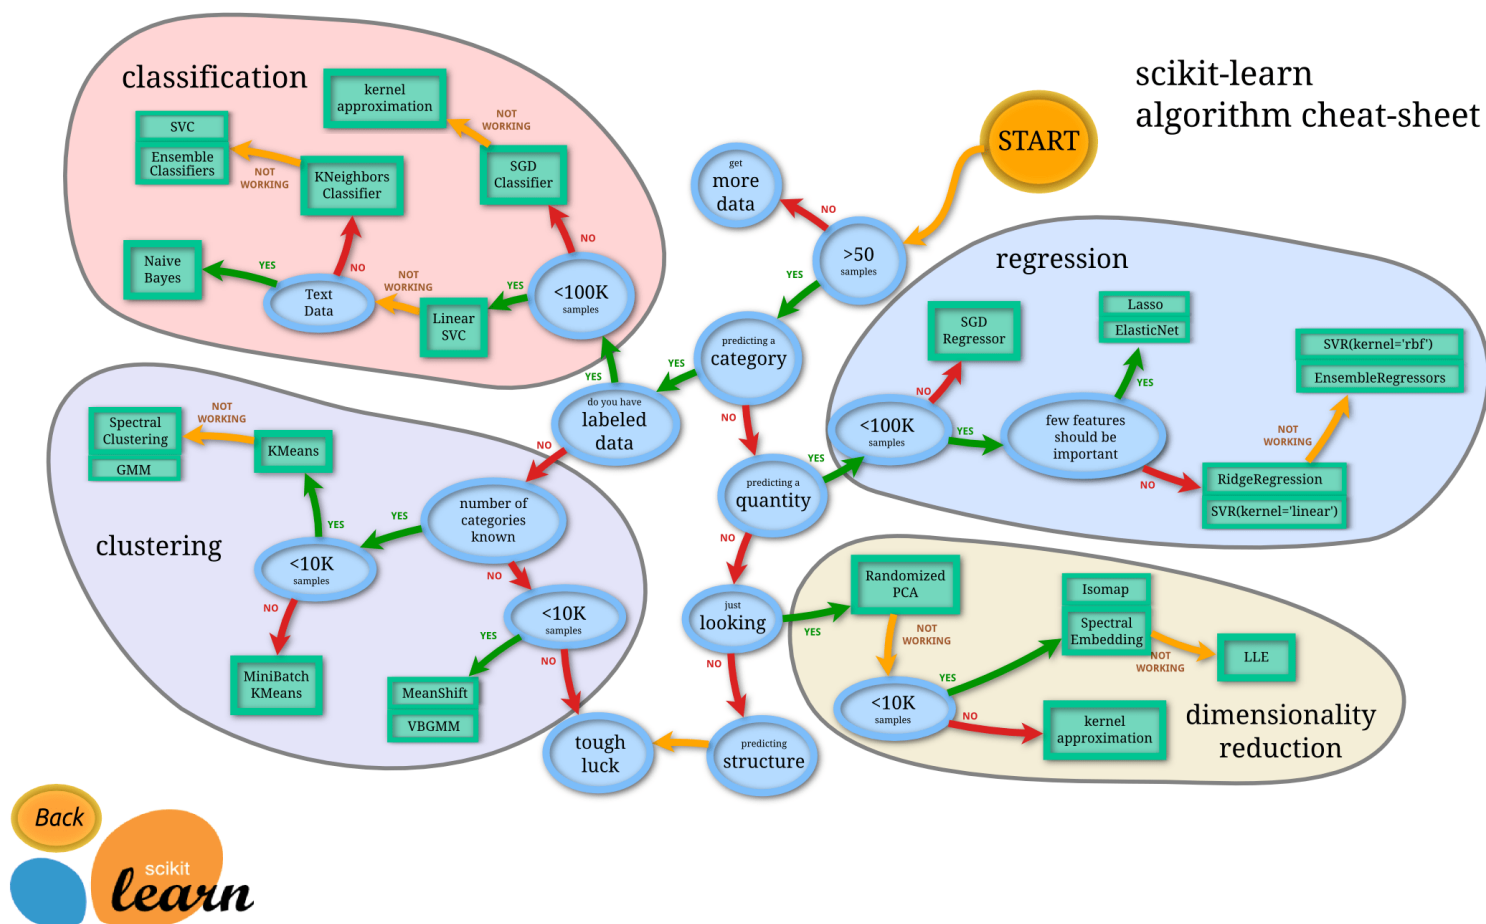 scikit-learn
algorithm cheat-sheet
START
classification
kernel
approximation
NOT
WORKING
SVC
Ensemble
Classifiers
NOT
WORKING
KNeighbors
Classifier
SGD
Classifier
NO
Naive
Bayes
YES
Text
Data
NO
NOT
WORKING
Linear
SVC
YES
<100K
samples
YES
get
more
data
NO
>50
samples
YES
predicting a
category
YES
NO
do you have
labeled
data
NO
predicting a
quantity
YES
NO
just
looking
YES
NO
predicting
structure
tough
luck
regression
SGD
Regressor
NO
<100K
samples
YES
Lasso
ElasticNet
YES
few features
should be
important
NO
SVR(kernel='rbf')
EnsembleRegressors
NOT
WORKING
RidgeRegression
SVR(kernel='linear')
clustering
Spectral
Clustering
GMM
NOT
WORKING
KMeans
YES
<10K
samples
NO
MiniBatch
KMeans
number of
categories
known
YES
NO
<10K
samples
YES
NO
MeanShift
VBGMM
dimensionality
reduction
Randomized
PCA
NOT
WORKING
<10K
samples
YES
NO
Isomap
Spectral
Embedding
NOT
WORKING
LLE
kernel
approximation
Back
scikit
learn